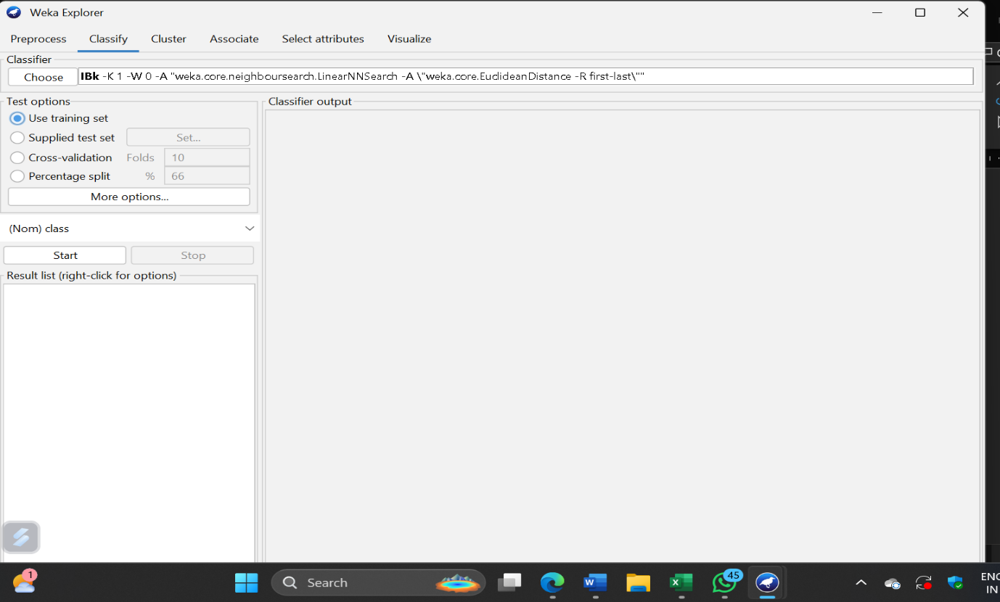 Weka Explorer
Preprocess Classify Cluster Associate Select attributes Visualize
Classifier
Choose IBk -K 1 -W 0 -A "weka.core.neighboursearch.LinearNNSearch -A \"weka.core.EuclideanDistance -R first-last\""
Test options
Use training set
Supplied test set Set...
Cross-validation Folds 10
Percentage split % 66
More options...
(Nom) class
Start Stop
Result list (right-click for options)
Classifier output
1 Search 45 ENG
IN